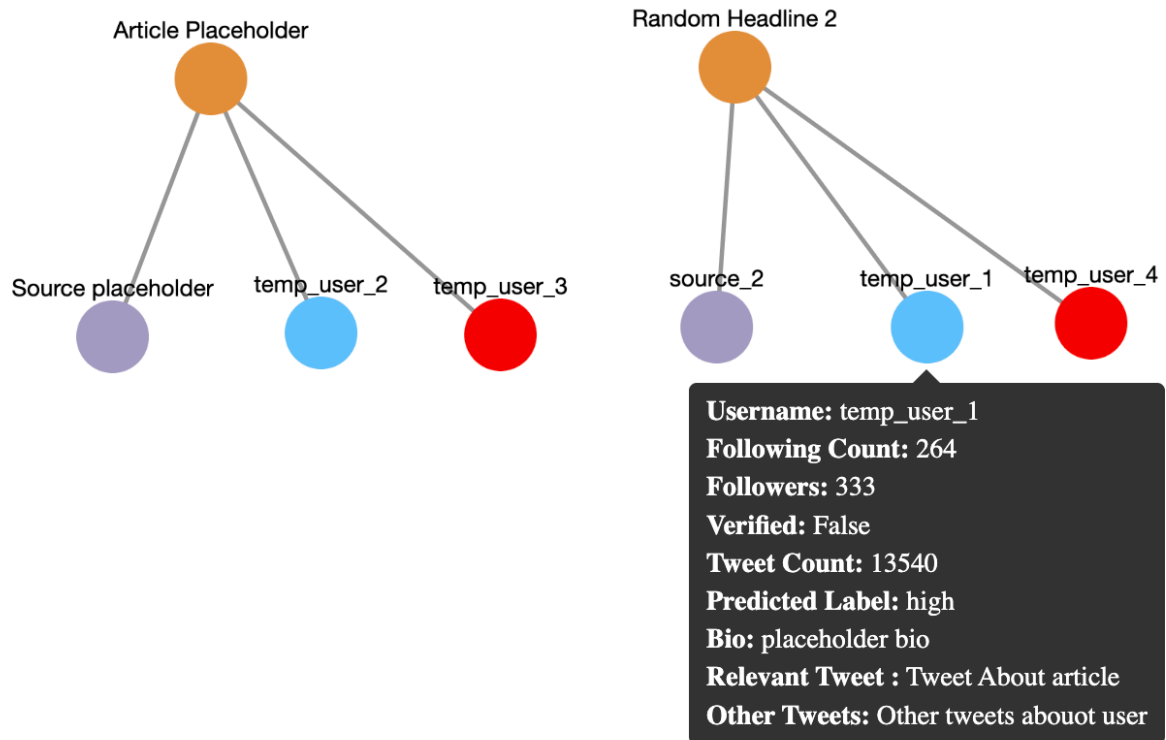 Article Placeholder
Random Headline 2
Source placeholder
temp_user_2
temp_user_3
source_2
temp_user_1
temp_user_4
Username: temp_user_1
Following Count: 264
Followers: 333
Verified: False
Tweet Count: 13540
Predicted Label: high
Bio: placeholder bio
Relevant Tweet : Tweet About article
Other Tweets: Other tweets abouot user